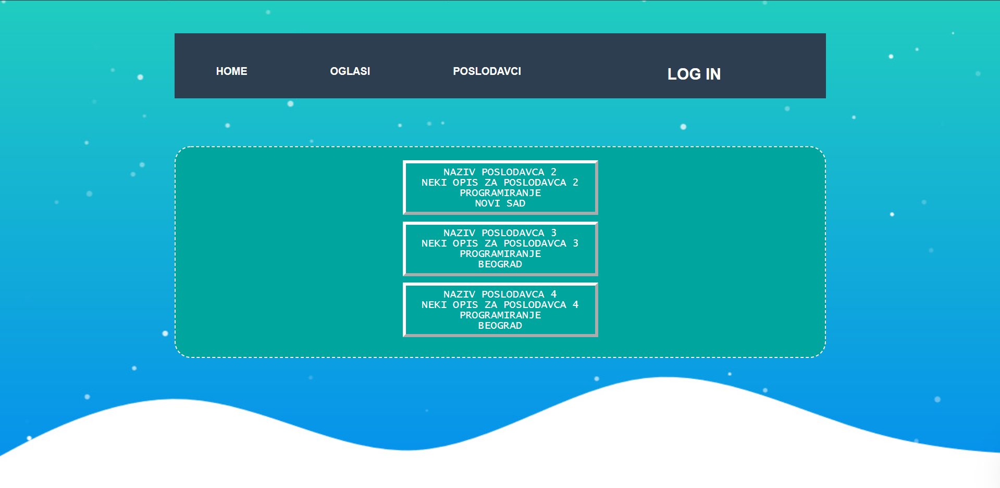 HOME OGLASI POSLODAVCI LOG IN
NAZIV POSLODAVCA 2
NEKI OPIS ZA POSLODAVCA 2
PROGRAMIRANJE
NOVI SAD
NAZIV POSLODAVCA 3
NEKI OPIS ZA POSLODAVCA 3
PROGRAMIRANJE
BEOGRAD
NAZIV POSLODAVCA 4
NEKI OPIS ZA POSLODAVCA 4
PROGRAMIRANJE
BEOGRAD